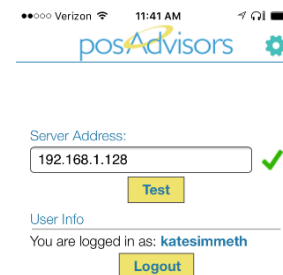 Verizon 11:41 AM
posAdvisors
Server Address:
192.168.1.128
Test
User Info
You are logged in as: katesimmeth
Logout